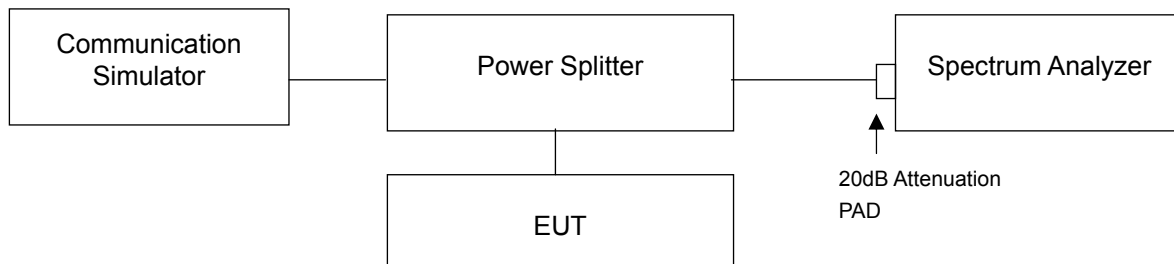 Communication
Simulator
Power Splitter
Spectrum Analyzer
20dB Attenuation
PAD
EUT